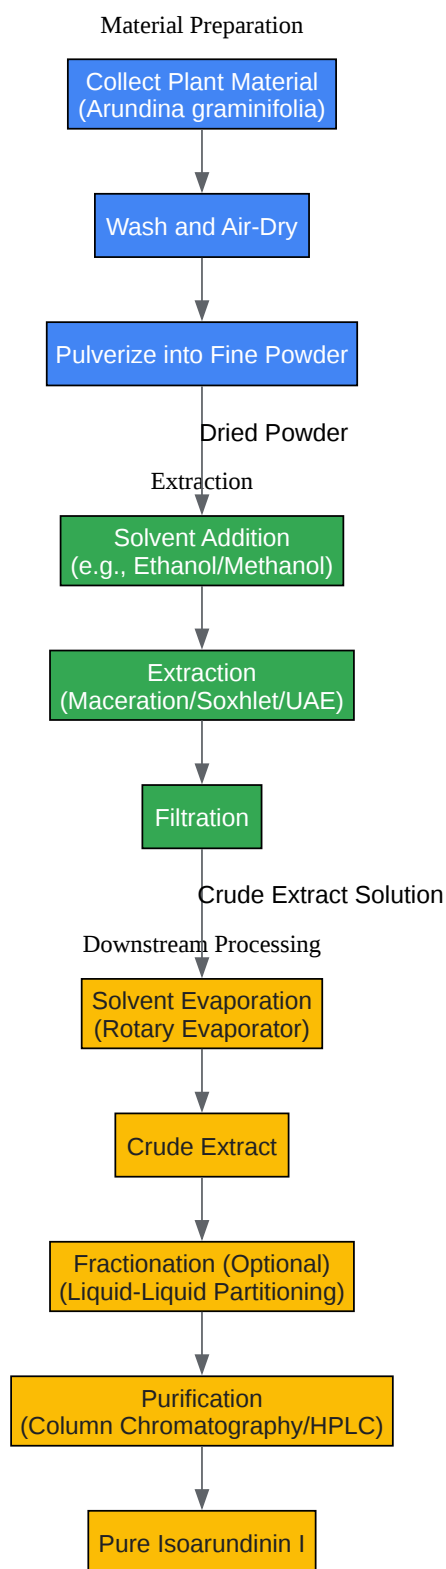 Material Preparation
Collect Plant Material
(Arundina graminifolia)
Wash and Air-Dry
Pulverize into Fine Powder
Dried Powder
Extraction
Solvent Addition
(e.g., Ethanol/Methanol)
Extraction
(Maceration/Soxhlet/UAE)
Filtration
Crude Extract Solution
Downstream Processing
Solvent Evaporation
(Rotary Evaporator)
Crude Extract
Fractionation (Optional)
(Liquid-Liquid Partitioning)
Purification
(Column Chromatography/HPLC)
Pure Isoarundinin I